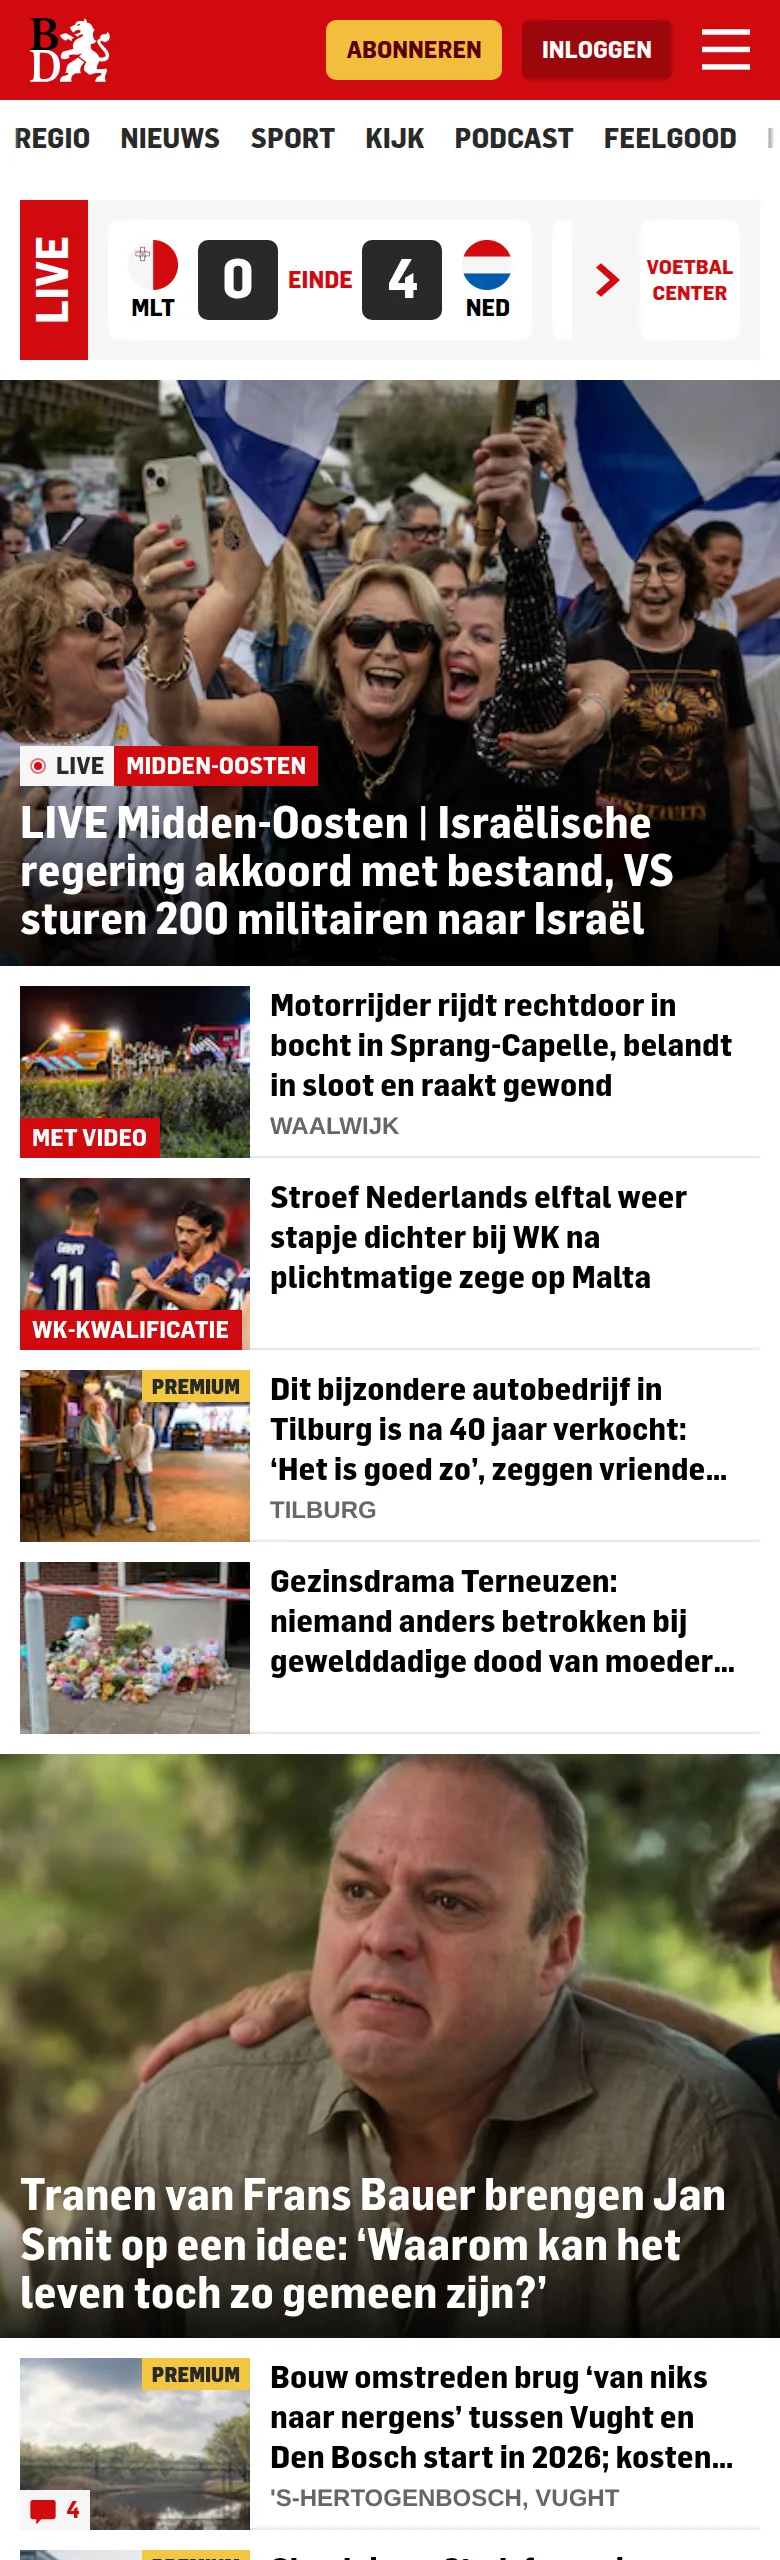 BD
ABONNEREN
INLOGGEN
REGIO NIEUWS SPORT KIJK PODCAST FEELGOOD
LIVE
MLT
0
EINDE
4
NED
VOETBAL
CENTER
LIVE MIDDEN-OOSTEN
LIVE Midden-Oosten | Israëlische
regering akkoord met bestand, VS
sturen 200 militairen naar Israël
MET VIDEO
Motorrijder rijdt rechtdoor in
bocht in Sprang-Capelle, belandt
in sloot en raakt gewond
WAALWIJK
GAKPO
11
WK-KWALIFICATIE
Stroef Nederlands elftal weer
stapje dichter bij WK na
plichtmatige zege op Malta
PREMIUM
Dit bijzondere autobedrijf in
Tilburg is na 40 jaar verkocht:
‘Het is goed zo’, zeggen vriende...
TILBURG
Gezinsdrama Terneuzen:
niemand anders betrokken bij
gewelddadige dood van moeder...
Tranen van Frans Bauer brengen Jan
Smit op een idee: ‘Waarom kan het
leven toch zo gemeen zijn?’
PREMIUM
4
Bouw omstreden brug ‘van niks
naar nergens’ tussen Vught en
Den Bosch start in 2026; kosten...
'S-HERTOGENBOSCH, VUGHT
PREMIUM